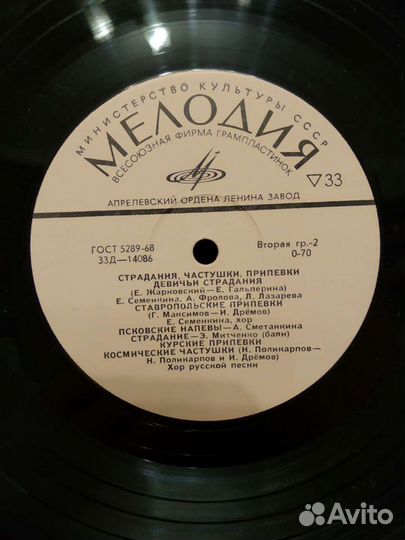 МИНИСТЕРСТВО КУЛЬТУРЫ СССР
МЕЛОДИЯ
ВСЕСОЮЗНАЯ ФИРМА ГРАМПЛАСТИНОК
▽33
АПРЕЛЕВСКИЙ ОРДЕНА ЛЕНИНА ЗАВОД
ГОСТ 5289-68
33Д—14086
Вторая гр.-2
0-70
СТРАДАНИЯ, ЧАСТУШКИ, ПРИПЕВКИ
ДЕВИЧЬИ СТРАДАНИЯ
(Е. Жарковский—Е. Гальперина)
Е. Семенкина, А. Фролова, Л. Лазарева
СТАВРОПОЛЬСКИЕ ПРИПЕВКИ
(Г. Максимов—И. Дрёмов)
Е. Семенкина, хор
ПСКОВСКИЕ НАПЕВЫ—А. Сметанкина
СТРАДАНИЕ—Э. Митченко (баян)
КУРСКИЕ ПРИПЕВКИ
КОСМИЧЕСКИЕ ЧАСТУШКИ (Н. Поликарпов—
Н. Поликарпов и И. Дрёмов)
Хор русской песни
Avito